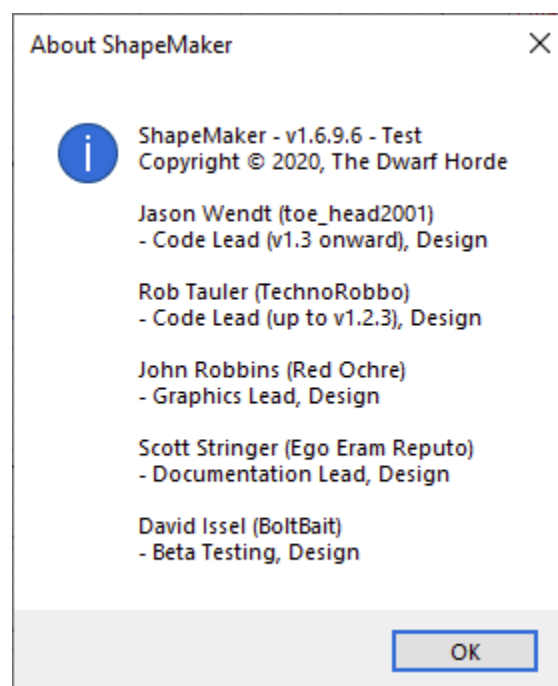 About ShapeMaker
ShapeMaker - v1.6.9.6 - Test
Copyright © 2020, The Dwarf Horde
Jason Wendt (toe_head2001)
- Code Lead (v1.3 onward), Design
Rob Tauler (TechnoRobbo)
- Code Lead (up to v1.2.3), Design
John Robbins (Red Ochre)
- Graphics Lead, Design
Scott Stringer (Ego Eram Reputo)
- Documentation Lead, Design
David Issel (BoltBait)
- Beta Testing, Design
OK